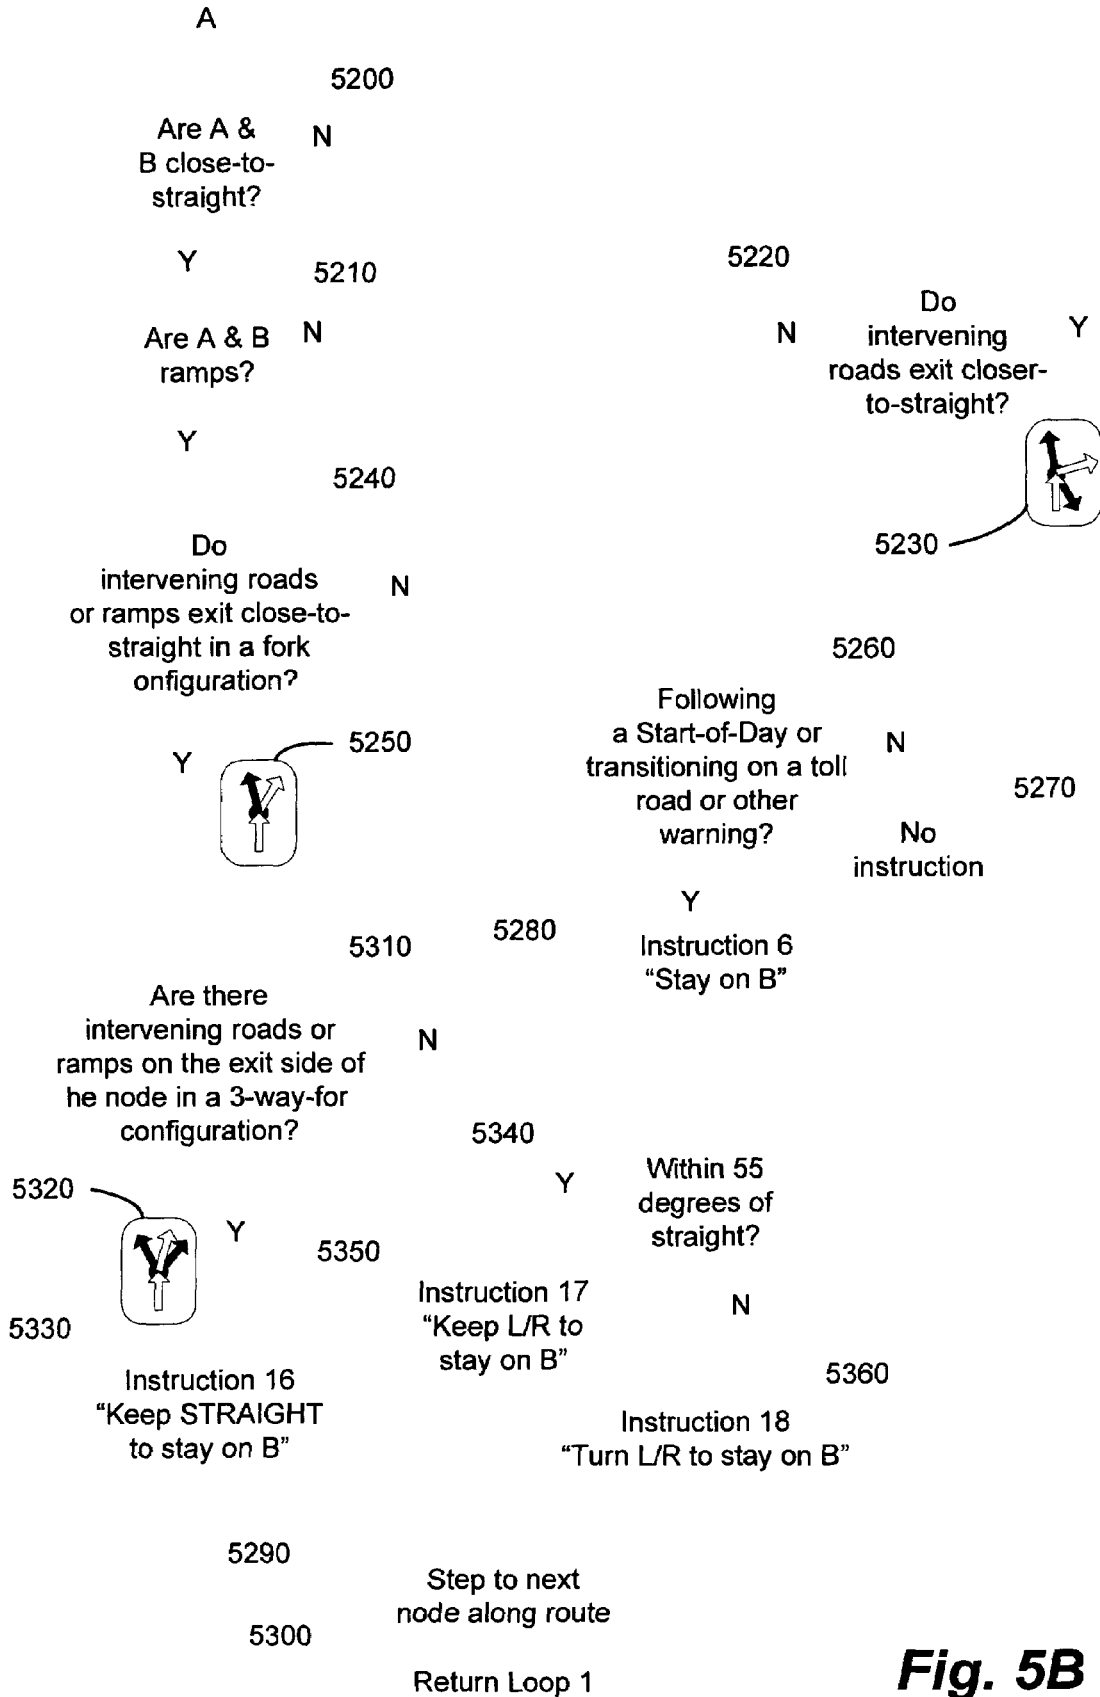 A
5200
Are A &
B close-to-
straight?
N
Y
5210
Are A & B
ramps?
N
5220
Do
intervening
roads exit closer-
to-straight?
N
Y
5230
Y
5240
Do
intervening roads
or ramps exit close-to-
straight in a fork
onfiguration?
N
Y
5250
5260
Following
a Start-of-Day or
transitioning on a toll
road or other
warning?
N
5270
No
instruction
Y
5280
Instruction 6
“Stay on B”
5310
Are there
intervening roads or
ramps on the exit side of
he node in a 3-way-for
configuration?
N
5320
Y
5330
Instruction 16
“Keep STRAIGHT
to stay on B”
5340
Within 55
degrees of
straight?
Y
5350
Instruction 17
“Keep L/R to
stay on B”
N
5360
Instruction 18
“Turn L/R to stay on B”
5290
Step to next
node along route
5300
Return Loop 1
Fig. 5B